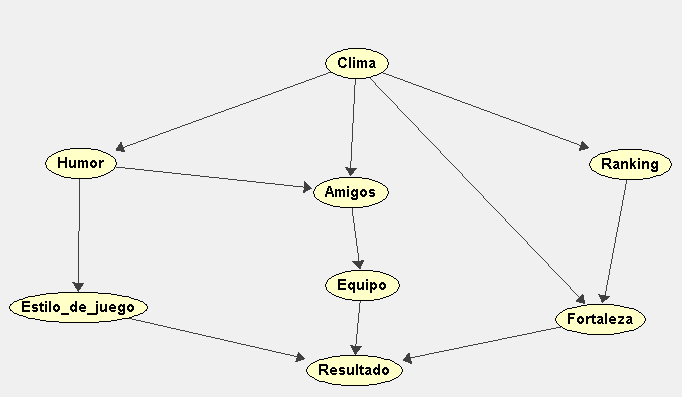 Clima
Humor
Ranking
Amigos
Equipo
Estilo_de_juego
Fortaleza
Resultado